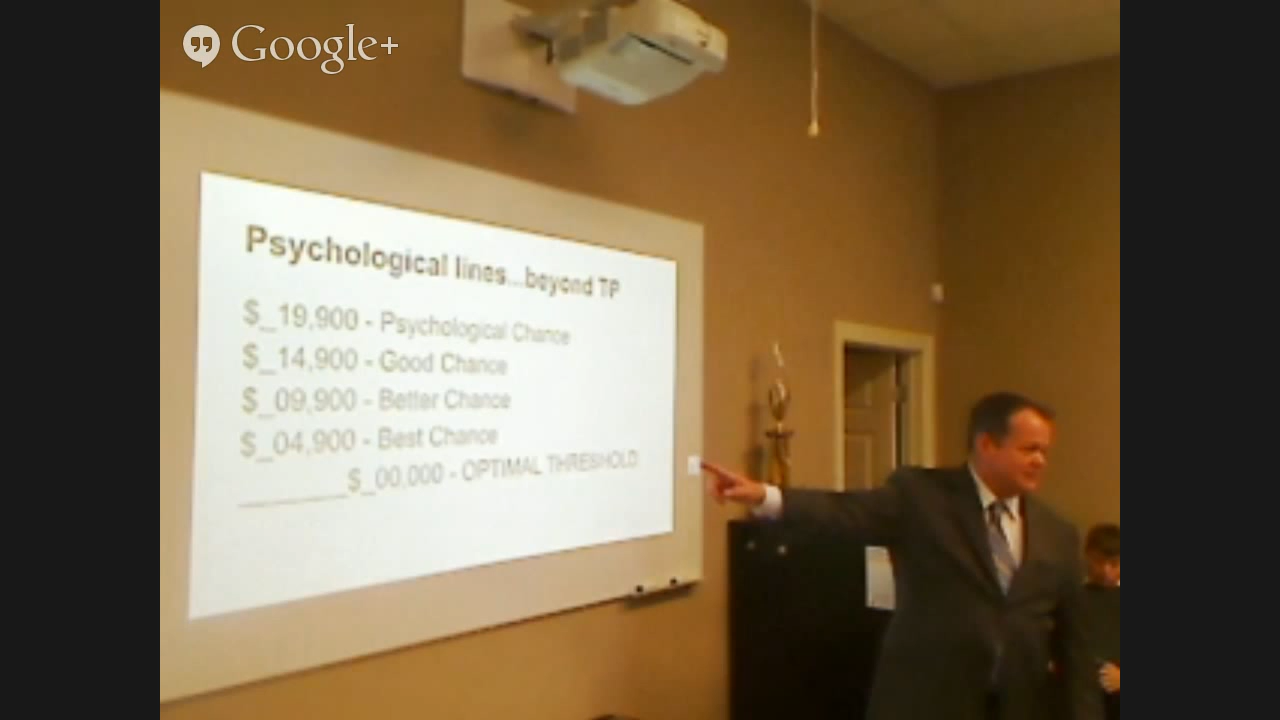 Google+
Psychological lines...beyond TP
$_19,900 - Psychological Chance
$_14,900 - Good Chance
$_09,900 - Better Chance
$_04,900 - Best Chance
_______$_00,000 - OPTIMAL THRESHOLD